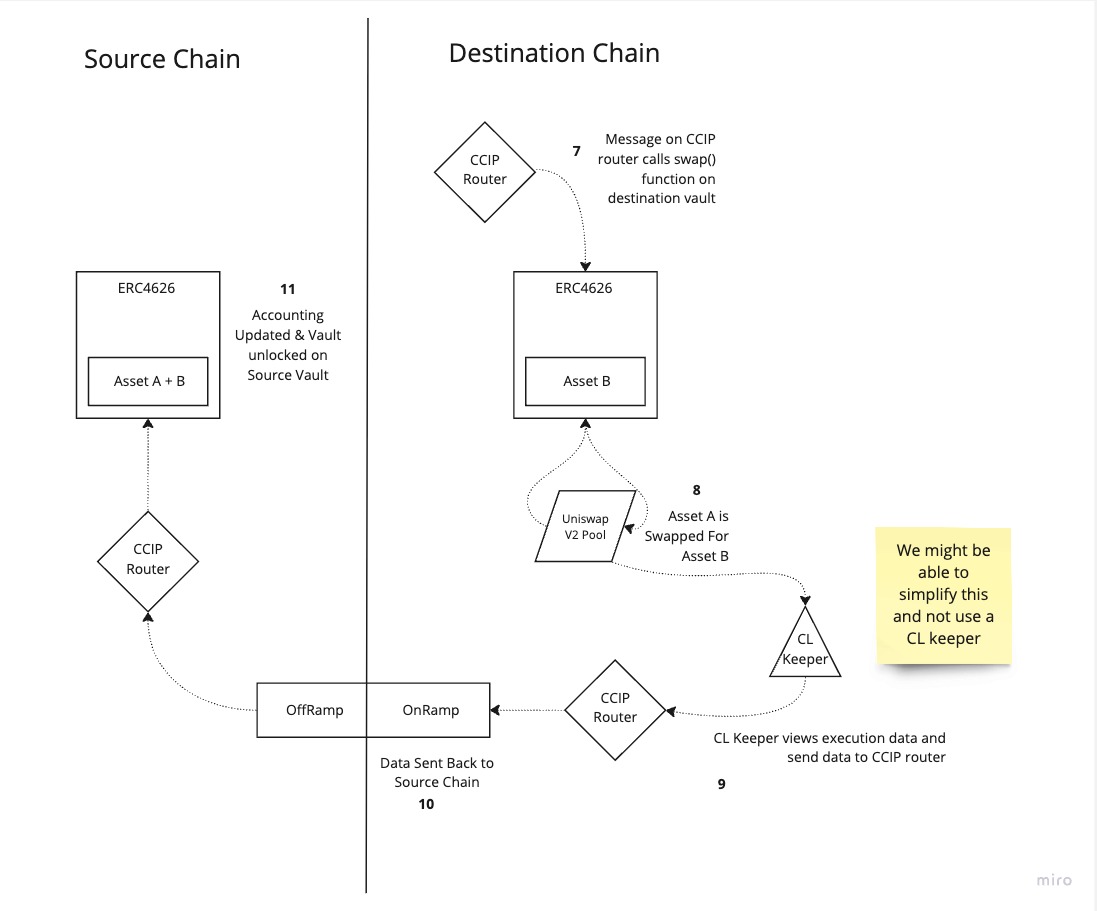 Source Chain
Destination Chain
CCIP
Router
7
Message on CCIP
router calls swap()
function on
destination vault
ERC4626
Asset A + B
11
Accounting
Updated & Vault
unlocked on
Source Vault
ERC4626
Asset B
Uniswap
V2 Pool
8
Asset A is
Swapped For
Asset B
We might be
able to
simplify this
and not use a
CL keeper
CCIP
Router
CL
Keeper
OffRamp
OnRamp
CCIP
Router
CL Keeper views execution data and
send data to CCIP router
9
Data Sent Back to
Source Chain
10
miro